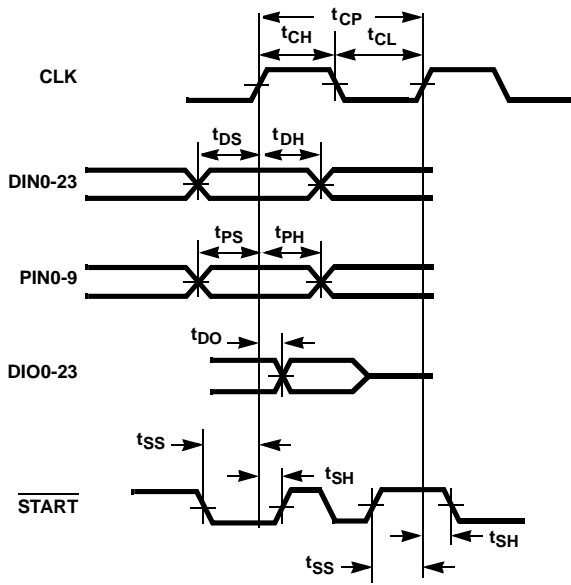 tCP
tCH tCL
CLK
tDS tDH
DIN0-23
tPS tPH
PIN0-9
tDO
DIO0-23
tSS
tSH
START
tSS
tSH